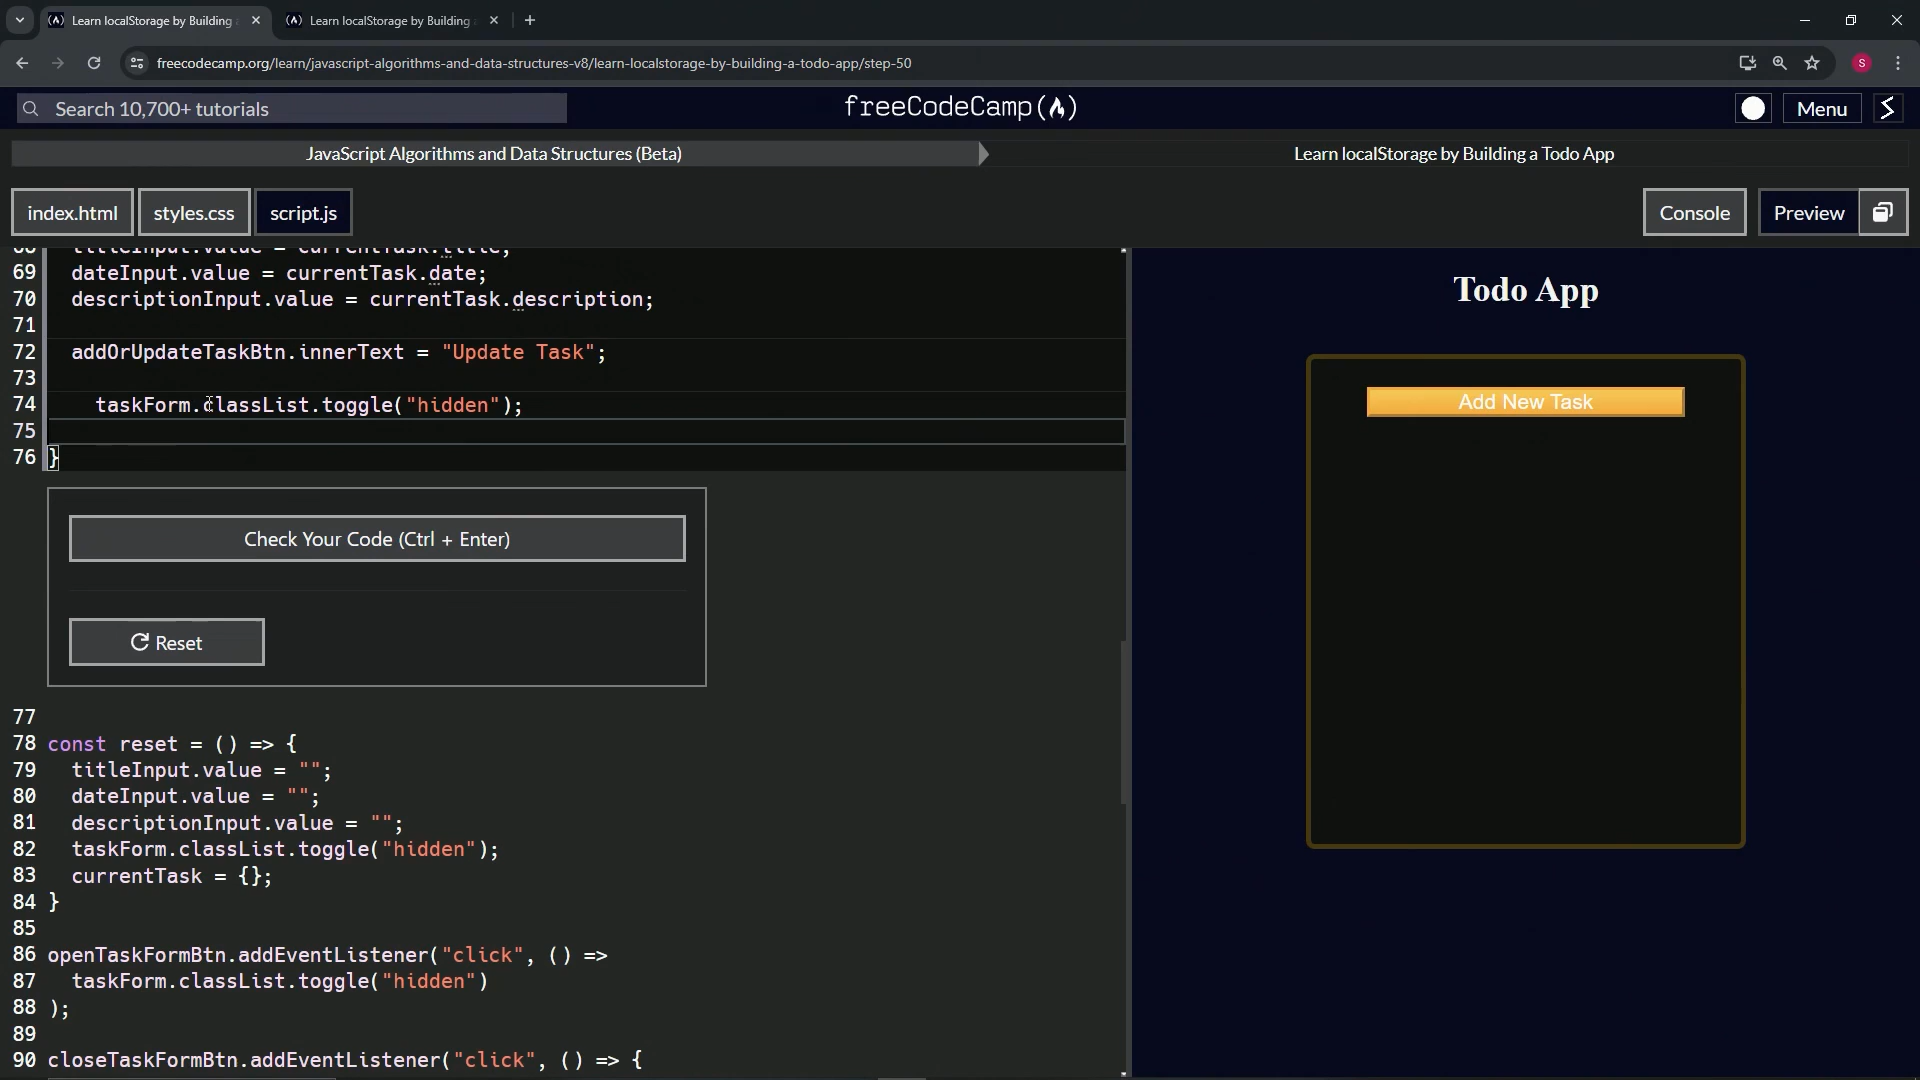 Learn localStorage by Building
Learn localStorage by Building
freecodecamp.org/learn/javascript-algorithms-and-data-structures-v8/learn-localstorage-by-building-a-todo-app/step-50
S
Search 10,700+ tutorials
freeCodeCamp
Menu
JavaScript Algorithms and Data Structures (Beta)
Learn localStorage by Building a Todo App
index.html
styles.css
script.js
Console
Preview
68 titleInput.value = currentTask.title;
69 dateInput.value = currentTask.date;
70 descriptionInput.value = currentTask.description;
71
72 addOrUpdateTaskBtn.innerText = "Update Task";
73
74 taskForm.classList.toggle("hidden");
75
76 }
Check Your Code (Ctrl + Enter)
Reset
77
78 const reset = () => {
79 titleInput.value = "";
80 dateInput.value = "";
81 descriptionInput.value = "";
82 taskForm.classList.toggle("hidden");
83 currentTask = {};
84 }
85
86 openTaskFormBtn.addEventListener("click", () =>
87 taskForm.classList.toggle("hidden")
88 );
89
90 closeTaskFormBtn.addEventListener("click", () => {
Todo App
Add New Task